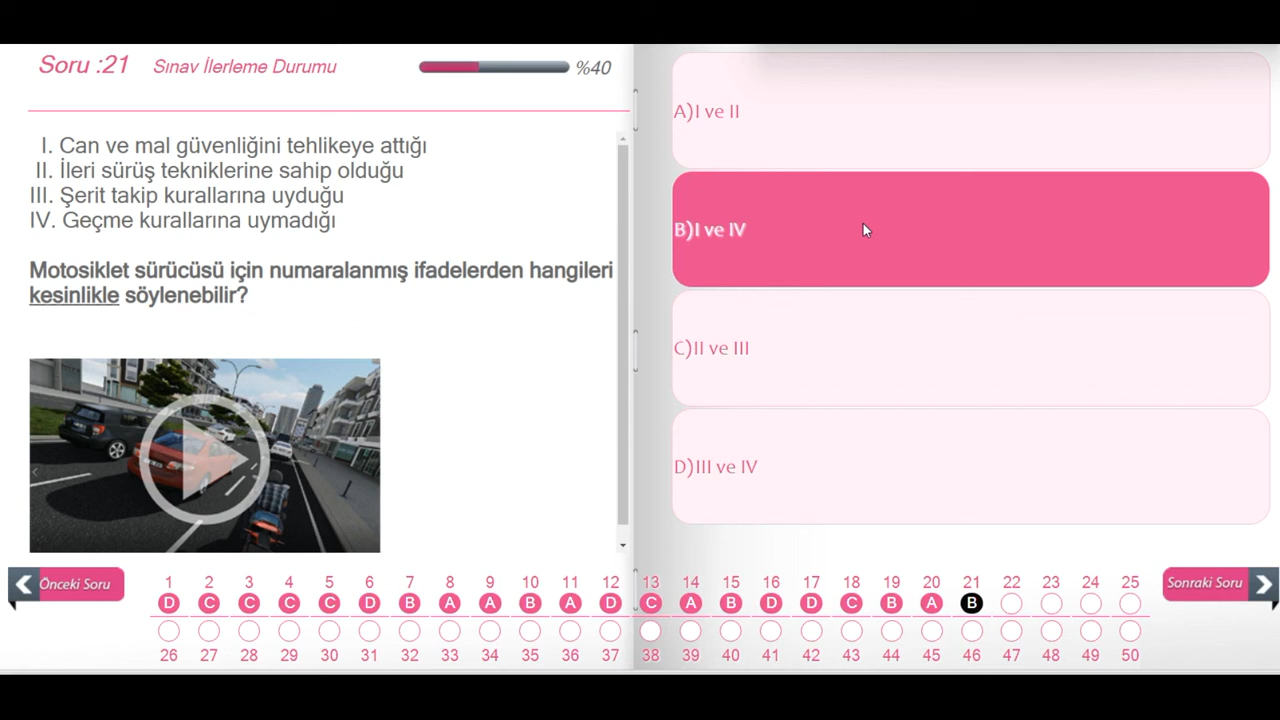 Soru :21 Sınav İlerleme Durumu %40
I. Can ve mal güvenliğini tehlikeye attığı
II. İleri sürüş tekniklerine sahip olduğu
III. Şerit takip kurallarına uyduğu
IV. Geçme kurallarına uymadığı
Motosiklet sürücüsü için numaralanmış ifadelerden hangileri
kesinlikle söylenebilir?
A)I ve II
B)I ve IV
C)II ve III
D)III ve IV
Önceki Soru
1 2 3 4 5 6 7 8 9 10 11 12 13 14 15 16 17 18 19 20 21 22 23 24 25
D C C C C D B A A B A D C A B D D C B A B
26 27 28 29 30 31 32 33 34 35 36 37 38 39 40 41 42 43 44 45 46 47 48 49 50
Sonraki Soru